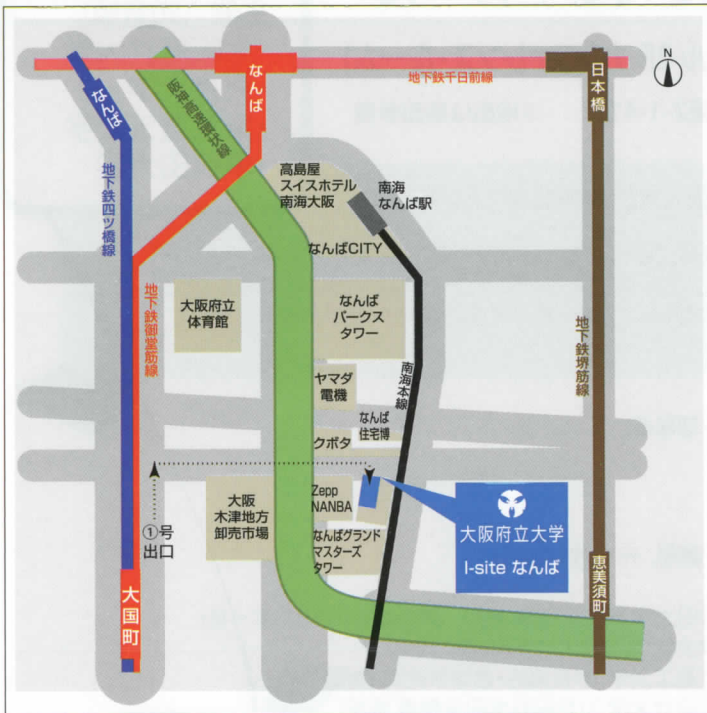 なんば
なんば
日本橋
N
地下鉄千日前線
阪神高速環状線
高島屋
スイスホテル
南海大阪
南海
なんば駅
地下鉄四ツ橋線
なんばCITY
大阪府立
体育館
なんば
パークス
タワー
地下鉄御堂筋線
地下鉄堺筋線
南海本線
ヤマダ
電機
なんば
住宅博
クボタ
①号
出口
大阪
木津地方
卸売市場
Zepp
NANBA
なんばグランド
マスターズ
タワー
大阪府立大学
I-site なんば
大国町
恵美須町